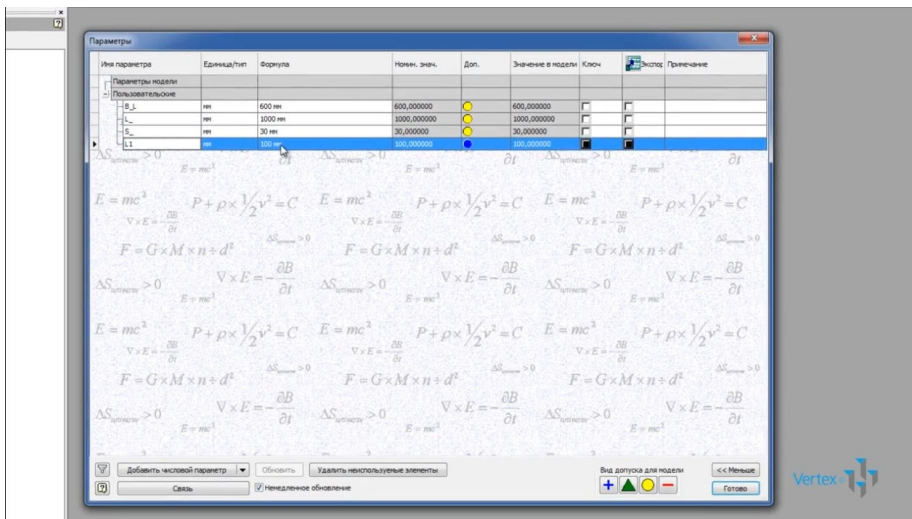 Параметры
Имя параметра Единица/тип Формула Номин. знач. Доп. Значение в модели Ключ Экспор Примечание
Параметры модели
Пользовательские
B_L мм 600 мм 600,000000 600,000000
L_ мм 1000 мм 1000,000000 1000,000000
S_ мм 30 мм 30,000000 30,000000
L1 мм 100 мм 100,000000 100,000000
Добавить числовой параметр Обновить Удалить неиспользуемые элементы Вид допуска для модели << Меньше
Связь Немедленное обновление Готово
Vertex